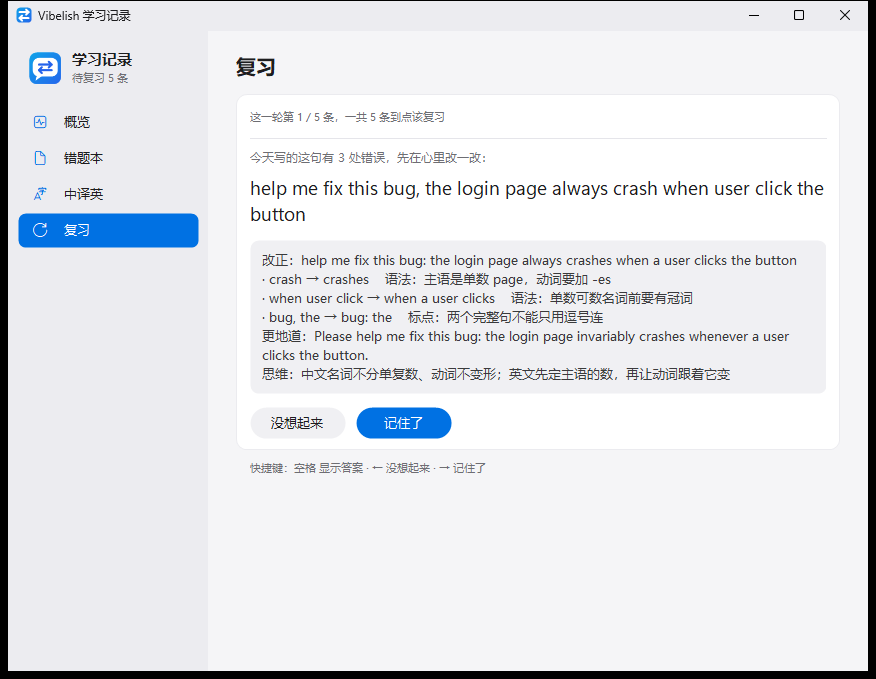 Vibelish 学习记录
学习记录
待复习 5 条
概览
错题本
中译英
复习
复习
这一轮第 1 / 5 条，一共 5 条到点该复习
今天写的这句有 3 处错误，先在心里改一改：
help me fix this bug, the login page always crash when user click the
button
改正：help me fix this bug: the login page always crashes when a user clicks the button
· crash → crashes 语法：主语是单数 page，动词要加 -es
· when user click → when a user clicks 语法：单数可数名词前要有冠词
· bug, the → bug: the 标点：两个完整句不能只用逗号连
更地道：Please help me fix this bug: the login page invariably crashes whenever a user
clicks the button.
思维：中文名词不分单复数、动词不变形；英文先定主语的数，再让动词跟着它变
没想起来
记住了
快捷键：空格 显示答案 · ← 没想起来 · → 记住了